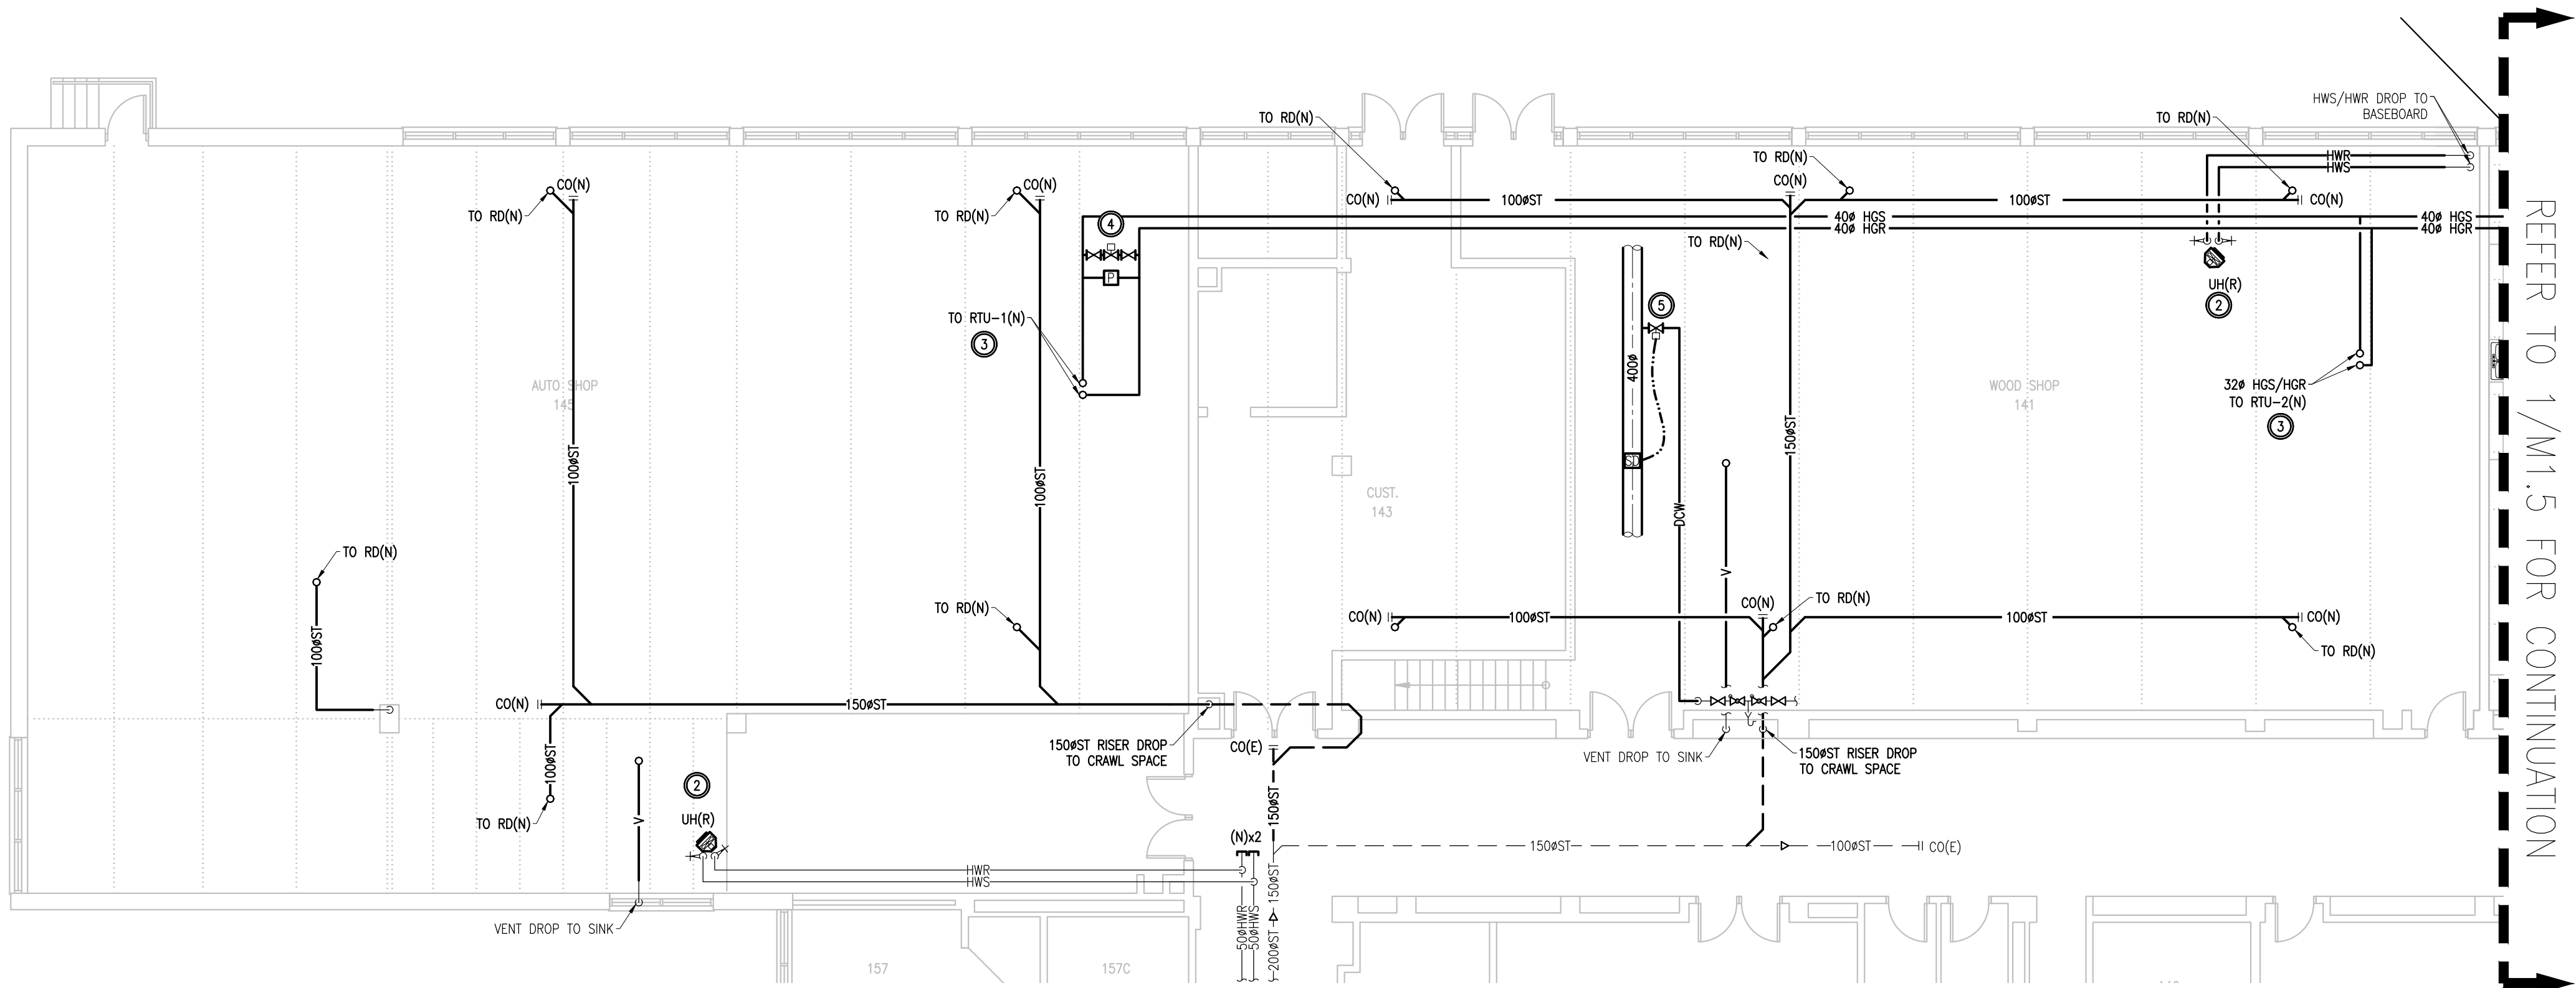 HWS/HWR DROP TO
BASEBOARD
TO RD(N)
TO RD(N)
TO RD(N)
HWR
HWS
CO(N)
CO(N)
CO(N)
TO RD(N)
TO RD(N)
CO(N)
100øST
100øST
CO(N)
40ø HGS
40ø HGR
40ø HGS
40ø HGR
4
TO RD(N)
P
UH(R)
2
5
TO RTU-1(N)
3
400ø
SD
AUTO SHOP
145
WOOD SHOP
141
32ø HGS/HGR
TO RTU-2(N)
3
100øST
100øST
150øST
CUST.
143
DCW
V
TO RD(N)
100øST
TO RD(N)
CO(N)
TO RD(N)
CO(N)
100øST
100øST
CO(N)
TO RD(N)
CO(N)
150øST
150øST RISER DROP
TO CRAWL SPACE
CO(E)
VENT DROP TO SINK
150øST RISER DROP
TO CRAWL SPACE
100øST
TO RD(N)
V
2
UH(R)
150øST
(N)x2
150øST
100øST
CO(E)
HWR
HWS
VENT DROP TO SINK
50øHWR
50øHWS
200øST
150øST
157
157C
REFER TO 1/M1.5 FOR CONTINUATION